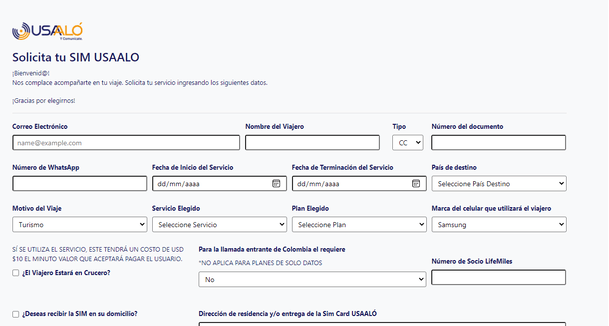 USAALÓ
Y Comunícate
Solicita tu SIM USAALO
¡Bienvenid@!
Nos complace acompañarte en tu viaje. Solicita tu servicio ingresando los siguientes datos.
¡Gracias por elegirnos!
Correo Electrónico Nombre del Viajero Tipo Número del documento
name@example.com CC
Número de WhatsApp Fecha de Inicio del Servicio Fecha de Terminación del Servicio País de destino
dd/mm/aaaa dd/mm/aaaa Seleccione País Destino
Motivo del Viaje Servicio Elegido Plan Elegido Marca del celular que utilizará el viajero
Turismo Seleccione Servicio Seleccione Plan Samsung
SÍ SE UTILIZA EL SERVICIO, ESTE TENDRÁ UN COSTO DE USD
$10 EL MINUTO VALOR QUE ACEPTARÁ PAGAR EL USUARIO.
¿El Viajero Estará en Crucero?
Para la llamada entrante de Colombia el requiere
*NO APLICA PARA PLANES DE SOLO DATOS
No
Número de Socio LifeMiles
¿Deseas recibir la SIM en su domicilio? Dirección de residencia y/o entrega de la Sim Card USAALÓ